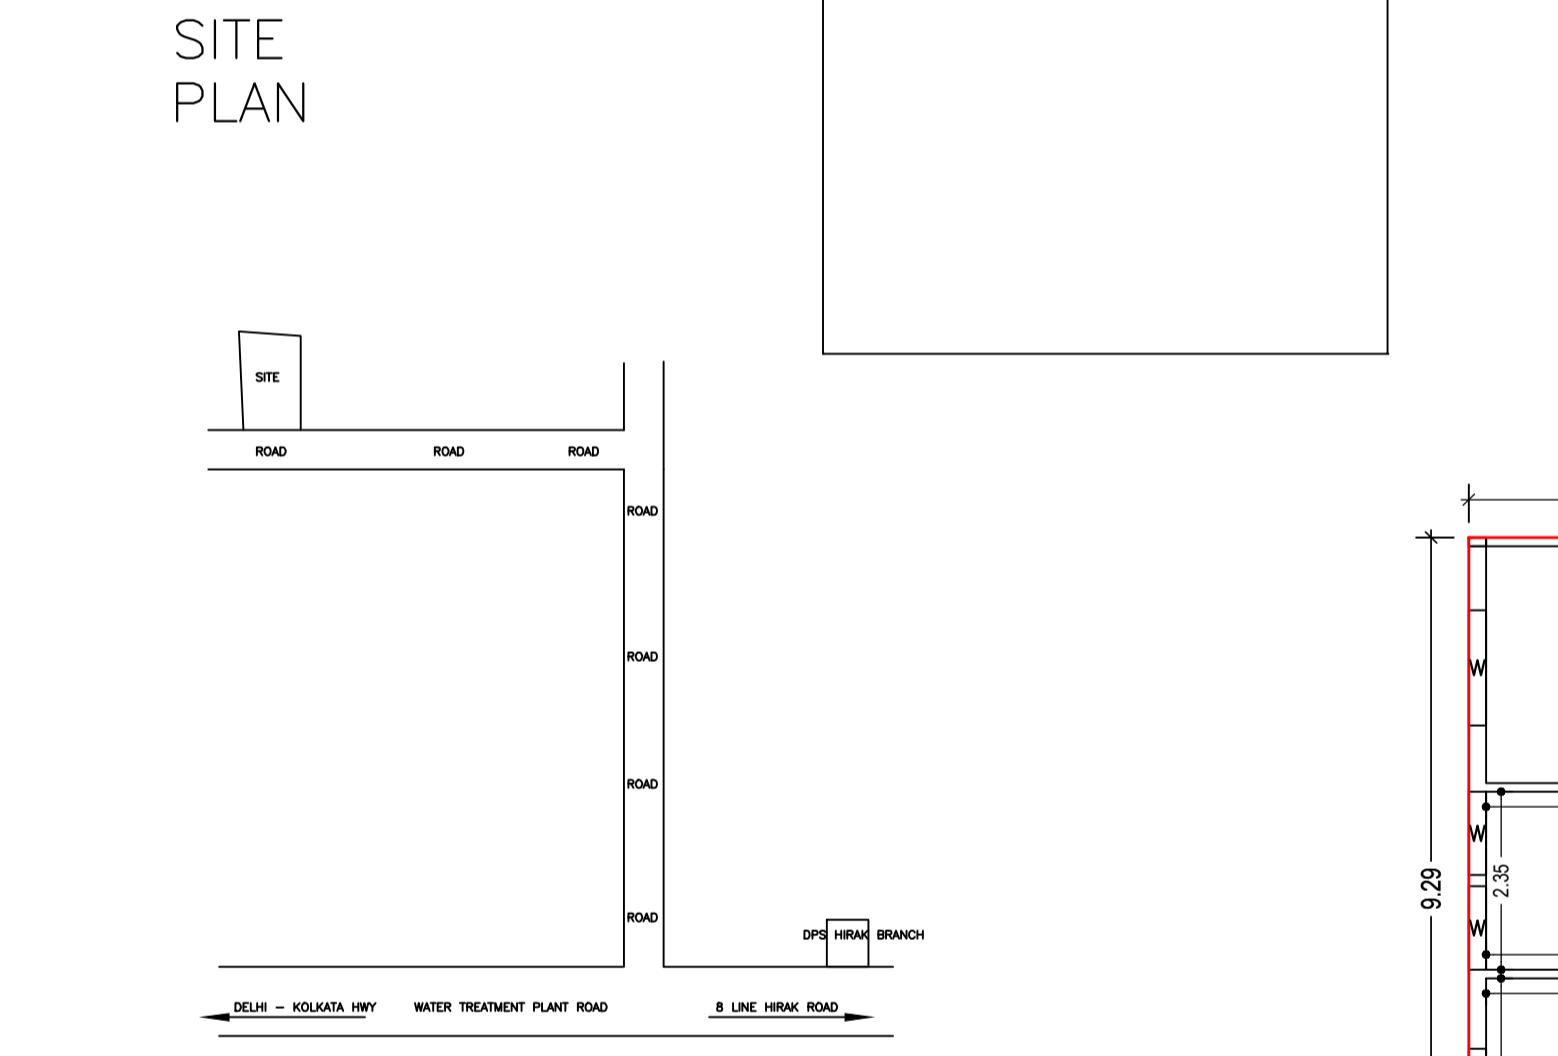 SITE
PLAN
SITE
ROAD ROAD ROAD
ROAD
ROAD
ROAD
ROAD
DPS HIRAK BRANCH
DELHI - KOLKATA HWY WATER TREATMENT PLANT ROAD 8 LINE HIRAK ROAD
W
W
W
9.29
2.35